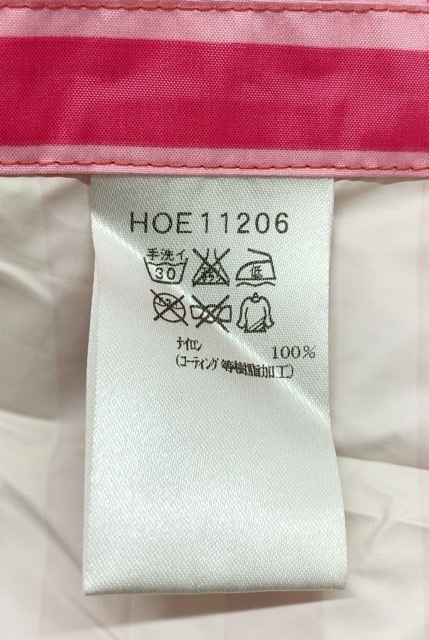 HOE11206
手洗イ
30
低
ナイロン 100%
(コーティング等樹脂加工)